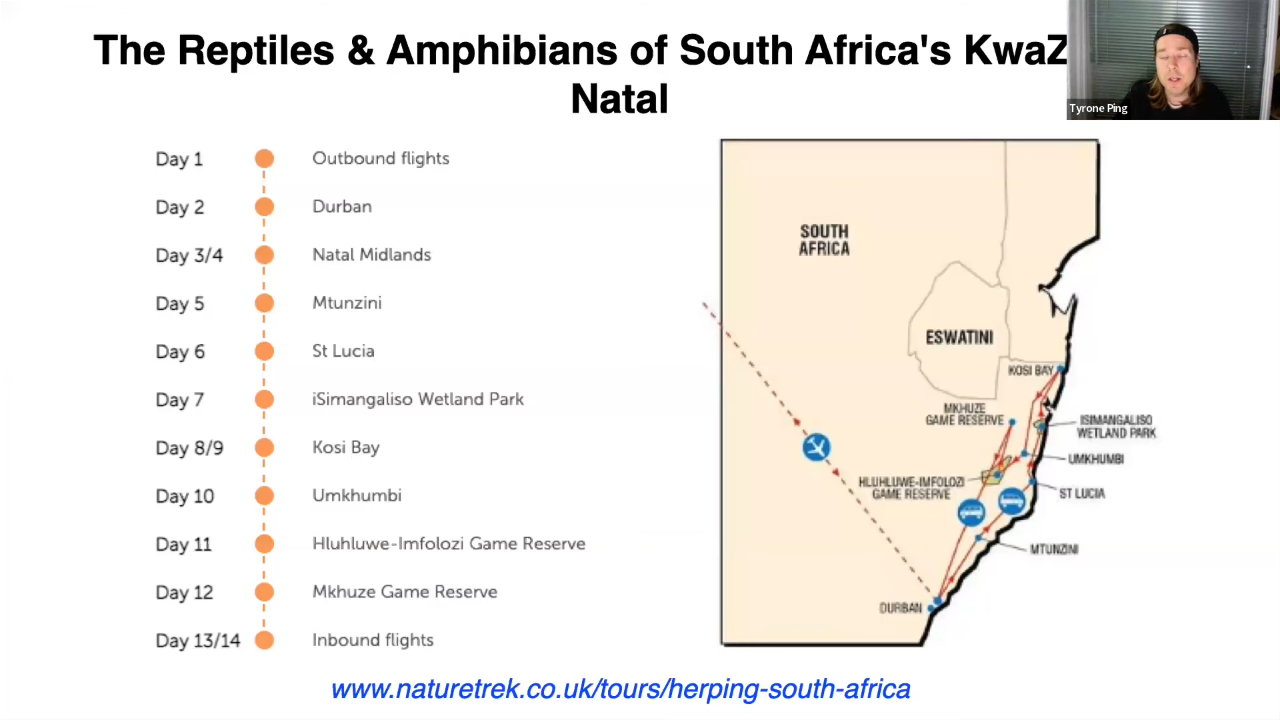 The Reptiles & Amphibians of South Africa's KwaZ
Natal
Tyrone Ping
Day 1 Outbound flights
Day 2 Durban
Day 3/4 Natal Midlands
Day 5 Mtunzini
Day 6 St Lucia
Day 7 iSimangaliso Wetland Park
Day 8/9 Kosi Bay
Day 10 Umkhumbi
Day 11 Hluhluwe-Imfolozi Game Reserve
Day 12 Mkhuze Game Reserve
Day 13/14 Inbound flights
SOUTH
AFRICA
ESWATINI
KOSI BAY
MKHUZE
GAME RESERVE
ISIMANGALISO
WETLAND PARK
UMKHUMBI
HLUHLUWE-IMFOLOZI
GAME RESERVE
ST LUCIA
MTUNZINI
DURBAN
www.naturetrek.co.uk/tours/herping-south-africa